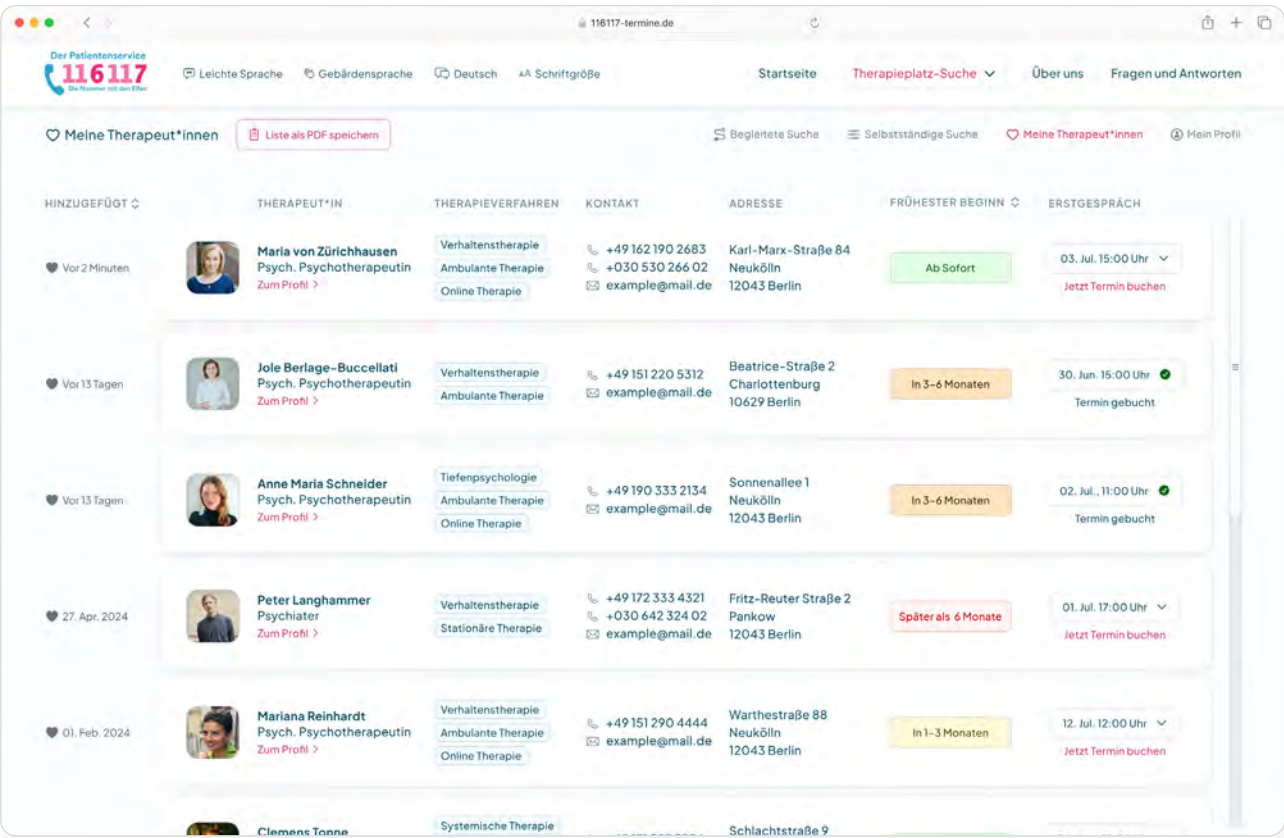 116117-termine.de
Der Patientenservice
116117
Die Nummer mit den Elfen
Leichte Sprache
Gebärdensprache
Deutsch
AA Schriftgröße
Startseite
Therapieplatz-Suche
Über uns
Fragen und Antworten
Meine Therapeut*innen
Liste als PDF speichern
Begleitete Suche
Selbstständige Suche
Meine Therapeut*innen
Mein Profil
HINZUGEFÜGT
THERAPEUT*IN
THERAPIEVERFAHREN
KONTAKT
ADRESSE
FRÜHESTER BEGINN
ERSTGESPRÄCH
Vor 2 Minuten
Maria von Zürichhausen
Psych. Psychotherapeutin
Zum Profil >
Verhaltenstherapie
Ambulante Therapie
Online Therapie
+49 162 190 2683
+030 530 266 02
example@mail.de
Karl-Marx-Straße 84
Neukölln
12043 Berlin
Ab Sofort
03. Jul. 15:00 Uhr
Jetzt Termin buchen
Vor 13 Tagen
Jole Berlage-Buccellati
Psych. Psychotherapeutin
Zum Profil >
Verhaltenstherapie
Ambulante Therapie
+49 151 220 5312
example@mail.de
Beatrice-Straße 2
Charlottenburg
10629 Berlin
In 3-6 Monaten
30. Jun. 15:00 Uhr
Termin gebucht
Vor 13 Tagen
Anne Maria Schneider
Psych. Psychotherapeutin
Zum Profil >
Tiefenpsychologie
Ambulante Therapie
Online Therapie
+49 190 333 2134
example@mail.de
Sonnenallee 1
Neukölln
12043 Berlin
In 3-6 Monaten
02. Jul., 11:00 Uhr
Termin gebucht
27. Apr. 2024
Peter Langhammer
Psychiater
Zum Profil >
Verhaltenstherapie
Stationäre Therapie
+49 172 333 4321
+030 642 324 02
example@mail.de
Fritz-Reuter Straße 2
Pankow
12043 Berlin
Später als 6 Monate
01. Jul. 17:00 Uhr
Jetzt Termin buchen
01. Feb. 2024
Mariana Reinhardt
Psych. Psychotherapeutin
Zum Profil >
Verhaltenstherapie
Ambulante Therapie
Online Therapie
+49 151 290 4444
example@mail.de
Warthestraße 88
Neukölln
12043 Berlin
In 1-3 Monaten
12. Jul. 12:00 Uhr
Jetzt Termin buchen
Clemens Tonne
Systemische Therapie
Schlachtstraße 9